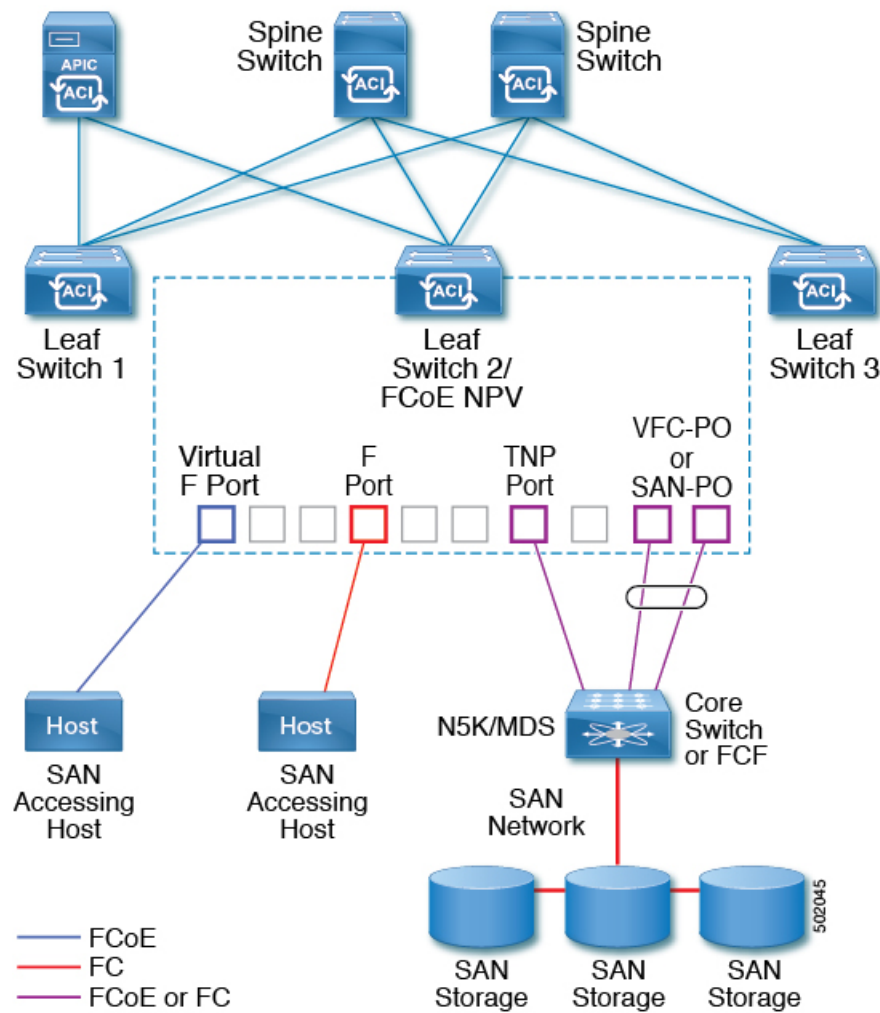 APIC
ACI
Spine
Switch
ACI
Spine
Switch
ACI
ACI
Leaf
Switch 1
ACI
Leaf
Switch 2/
FCoE NPV
ACI
Leaf
Switch 3
Virtual
F Port
F
Port
TNP
Port
VFC-PO
or
SAN-PO
Host
SAN
Accessing
Host
Host
SAN
Accessing
Host
N5K/MDS
Core
Switch
or FCF
SAN
Network
SAN
Storage
SAN
Storage
SAN
Storage
502045
FCoE
FC
FCoE or FC